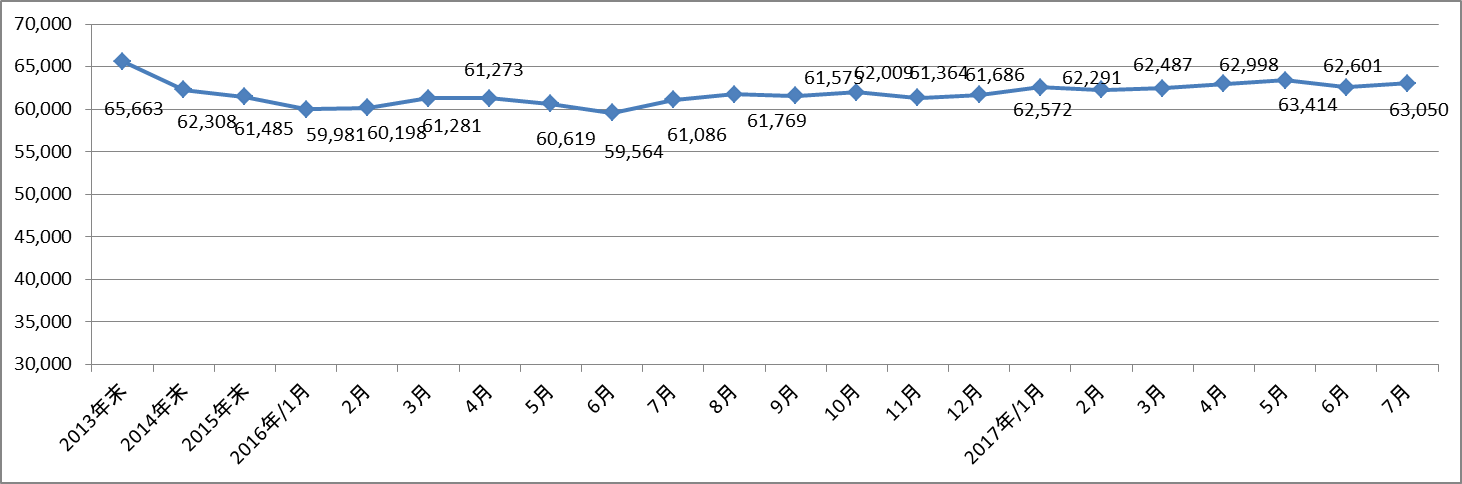 70,000
65,000
60,000
55,000
50,000
45,000
40,000
35,000
30,000
65,663
62,308
61,485
59,981
60,198
61,281
61,273
60,619
59,564
61,086
61,769
61,575
62,009
61,364
61,686
62,572
62,291
62,487
62,998
63,414
62,601
63,050
2013年末
2014年末
2015年末
2016年/1月
2月
3月
4月
5月
6月
7月
8月
9月
10月
11月
12月
2017年/1月
2月
3月
4月
5月
6月
7月